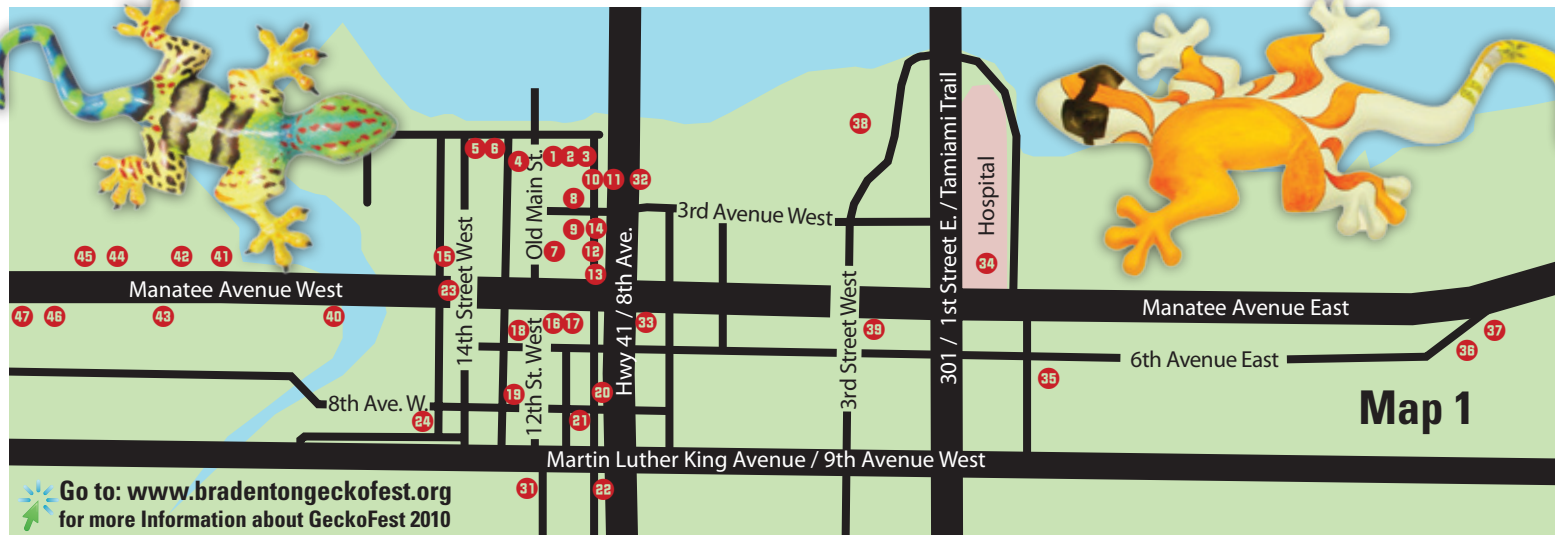 5
6
4
1
2
3
38
10
11
32
8
9
14
7
12
13
15
23
45
44
42
41
47
46
43
40
18
16
17
33
39
34
37
36
35
19
20
21
24
31
22
Old Main St.
3rd Avenue West
14th Street West
12th St. West
Hwy 41 / 8th Ave.
3rd Street West
301 / 1st Street E. / Tamiami Trail
Hospital
Manatee Avenue West
Manatee Avenue East
6th Avenue East
8th Ave. W.
Map 1
Martin Luther King Avenue / 9th Avenue West
Go to: www.bradentongeckofest.org
for more Information about GeckoFest 2010